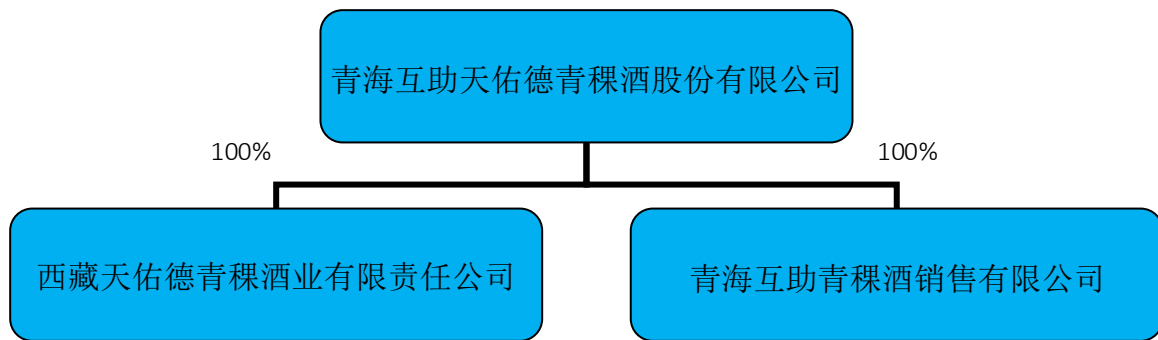 青海互助天佑德青稞酒股份有限公司
100%
100%
西藏天佑德青稞酒业有限责任公司
青海互助青稞酒销售有限公司